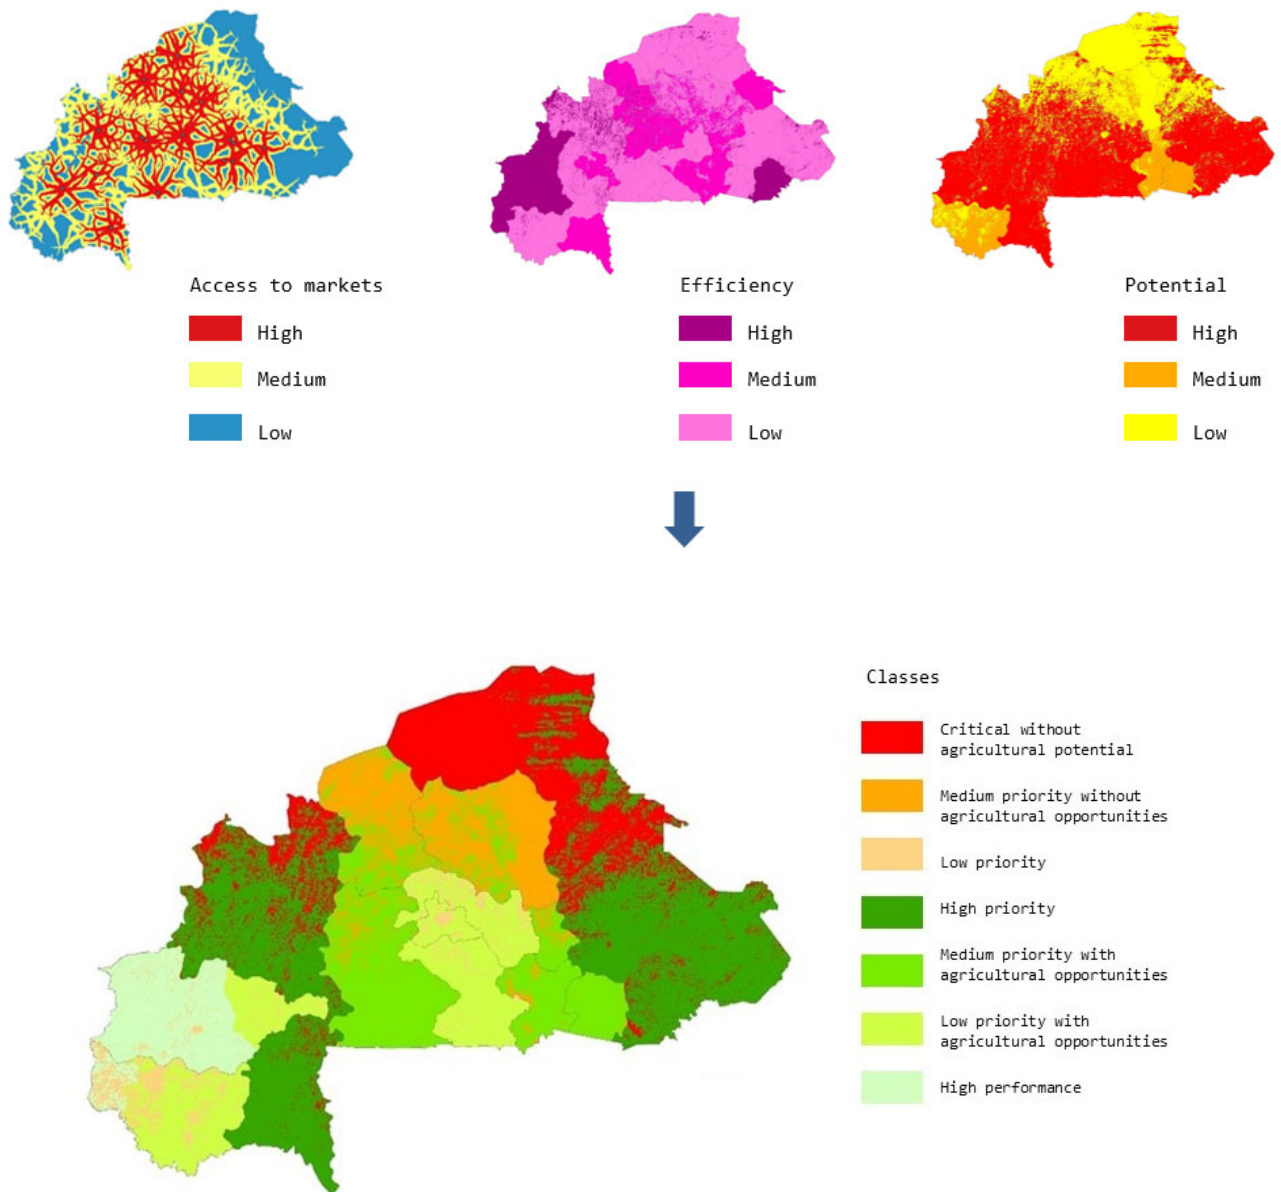 Access to markets
High
Medium
Low
Efficiency
High
Medium
Low
Potential
High
Medium
Low
Classes
Critical without
agricultural potential
Medium priority without
agricultural opportunities
Low priority
High priority
Medium priority with
agricultural opportunities
Low priority with
agricultural opportunities
High performance